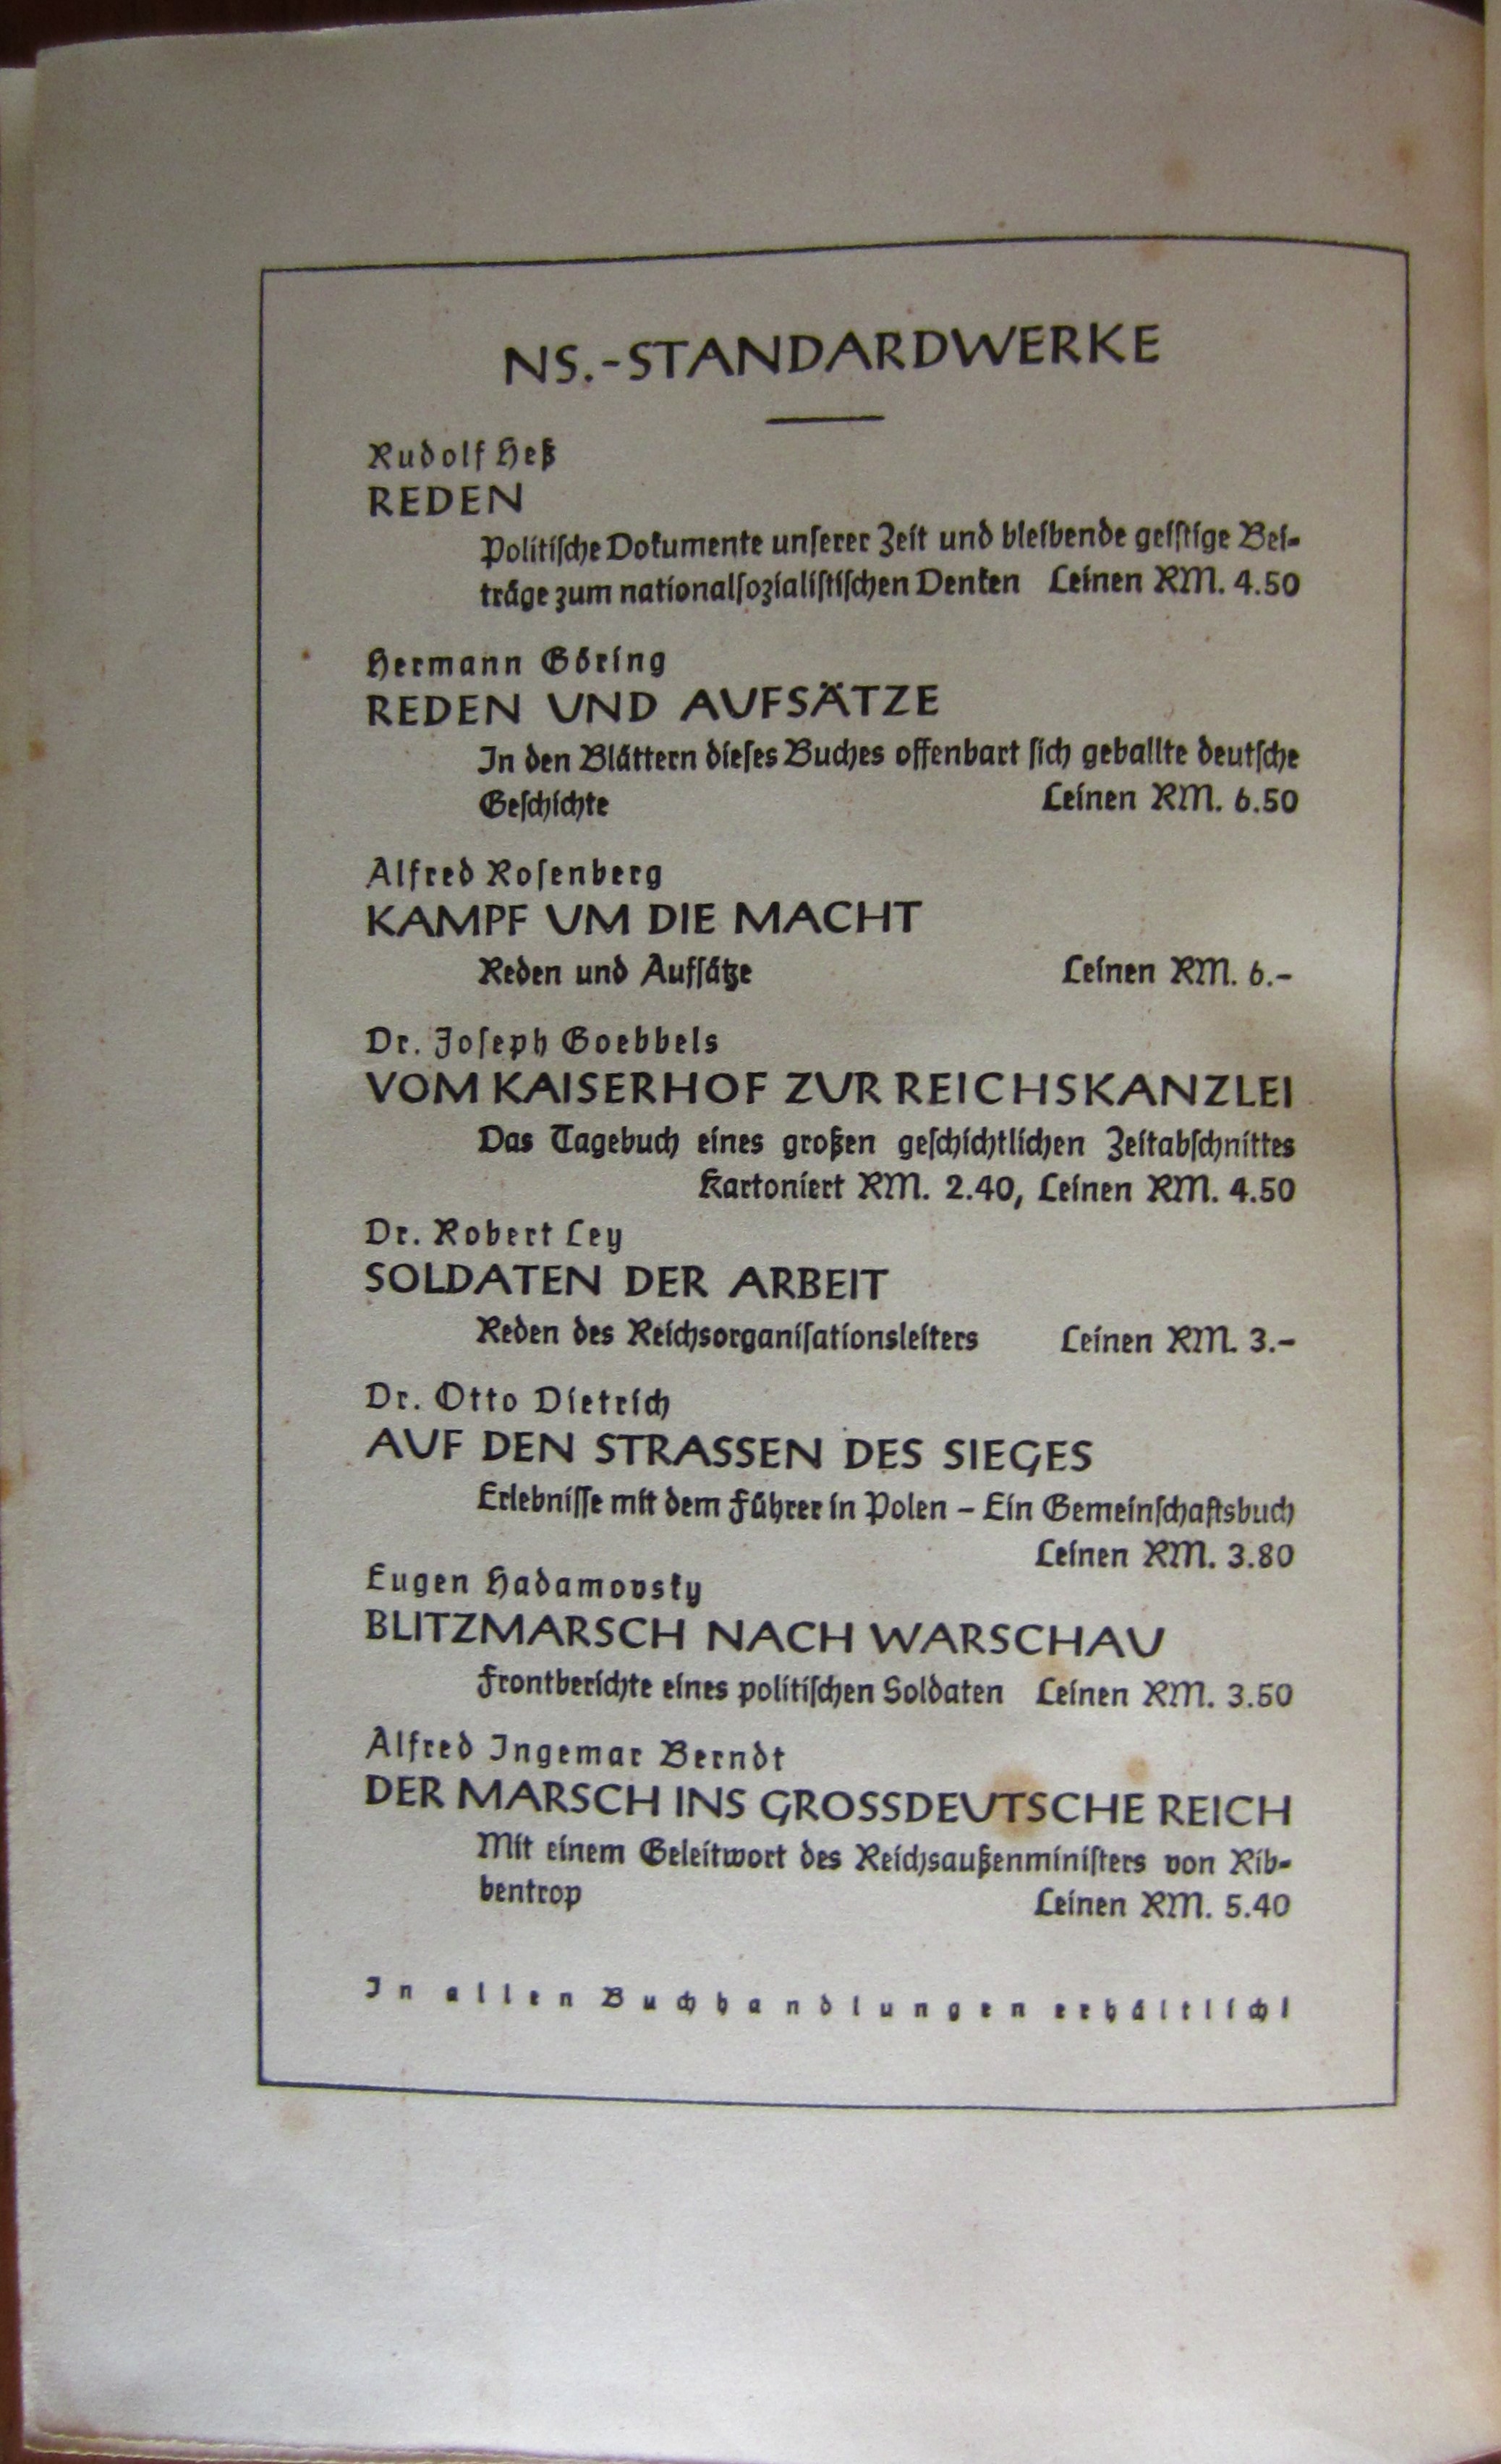 NS.-STANDARDWERKE
Rudolf Heß
REDEN
Politische Dokumente unserer Zeit und bleibende geistige Bei-
träge zum nationalsozialistischen Denken Leinen RM. 4.50
Hermann Göring
REDEN UND AUFSÄTZE
In den Blättern dieses Buches offenbart sich geballte deutsche
Geschichte Leinen RM. 6.50
Alfred Rosenberg
KAMPF UM DIE MACHT
Reden und Aufsätze Leinen RM. 6.-
Dr. Joseph Goebbels
VOM KAISERHOF ZUR REICHSKANZLEI
Das Tagebuch eines großen geschichtlichen Zeitabschnittes
Kartoniert RM. 2.40, Leinen RM. 4.50
Dr. Robert Ley
SOLDATEN DER ARBEIT
Reden des Reichsorganisationsleiters Leinen RM. 3.-
Dr. Otto Dietrich
AUF DEN STRASSEN DES SIEGES
Erlebnisse mit dem Führer in Polen – Ein Gemeinschaftsbuch
Leinen RM. 3.80
Eugen Hadamovsky
BLITZMARSCH NACH WARSCHAU
Frontberichte eines politischen Soldaten Leinen RM. 3.50
Alfred Ingemar Berndt
DER MARSCH INS GROSSDEUTSCHE REICH
Mit einem Geleitwort des Reichsaußenministers von Rib-
bentrop Leinen RM. 5.40
In allen Buchhandlungen erhältlich!